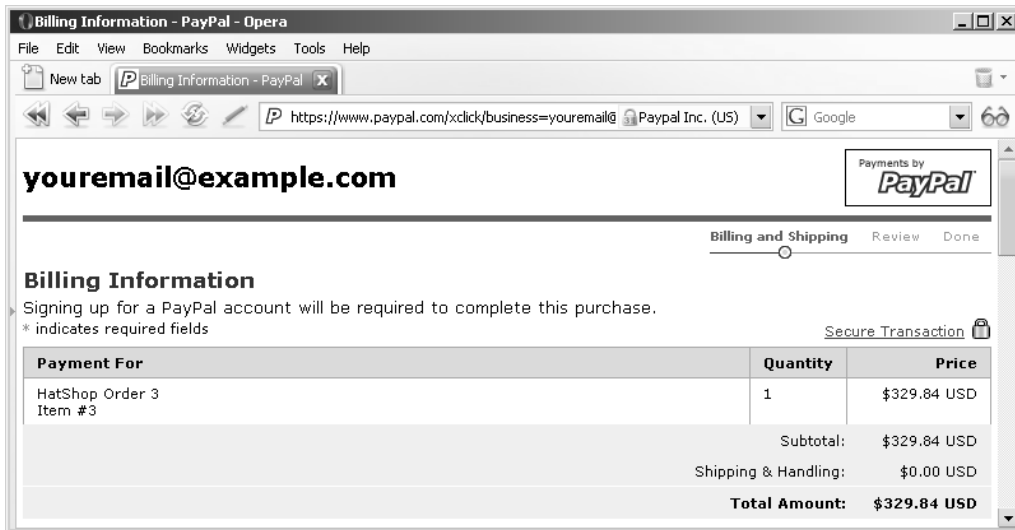 Billing Information - PayPal - Opera
File Edit View Bookmarks Widgets Tools Help
New tab Billing Information - PayPal
https://www.paypal.com/xclick/business=youremail@ Paypal Inc. (US) G Google
youremail@example.com
Payments by
PayPal
Billing and Shipping Review Done
Billing Information
Signing up for a PayPal account will be required to complete this purchase.
* indicates required fields
Secure Transaction
Payment For Quantity Price
HatShop Order 3 1 $329.84 USD
Item #3
Subtotal: $329.84 USD
Shipping & Handling: $0.00 USD
Total Amount: $329.84 USD